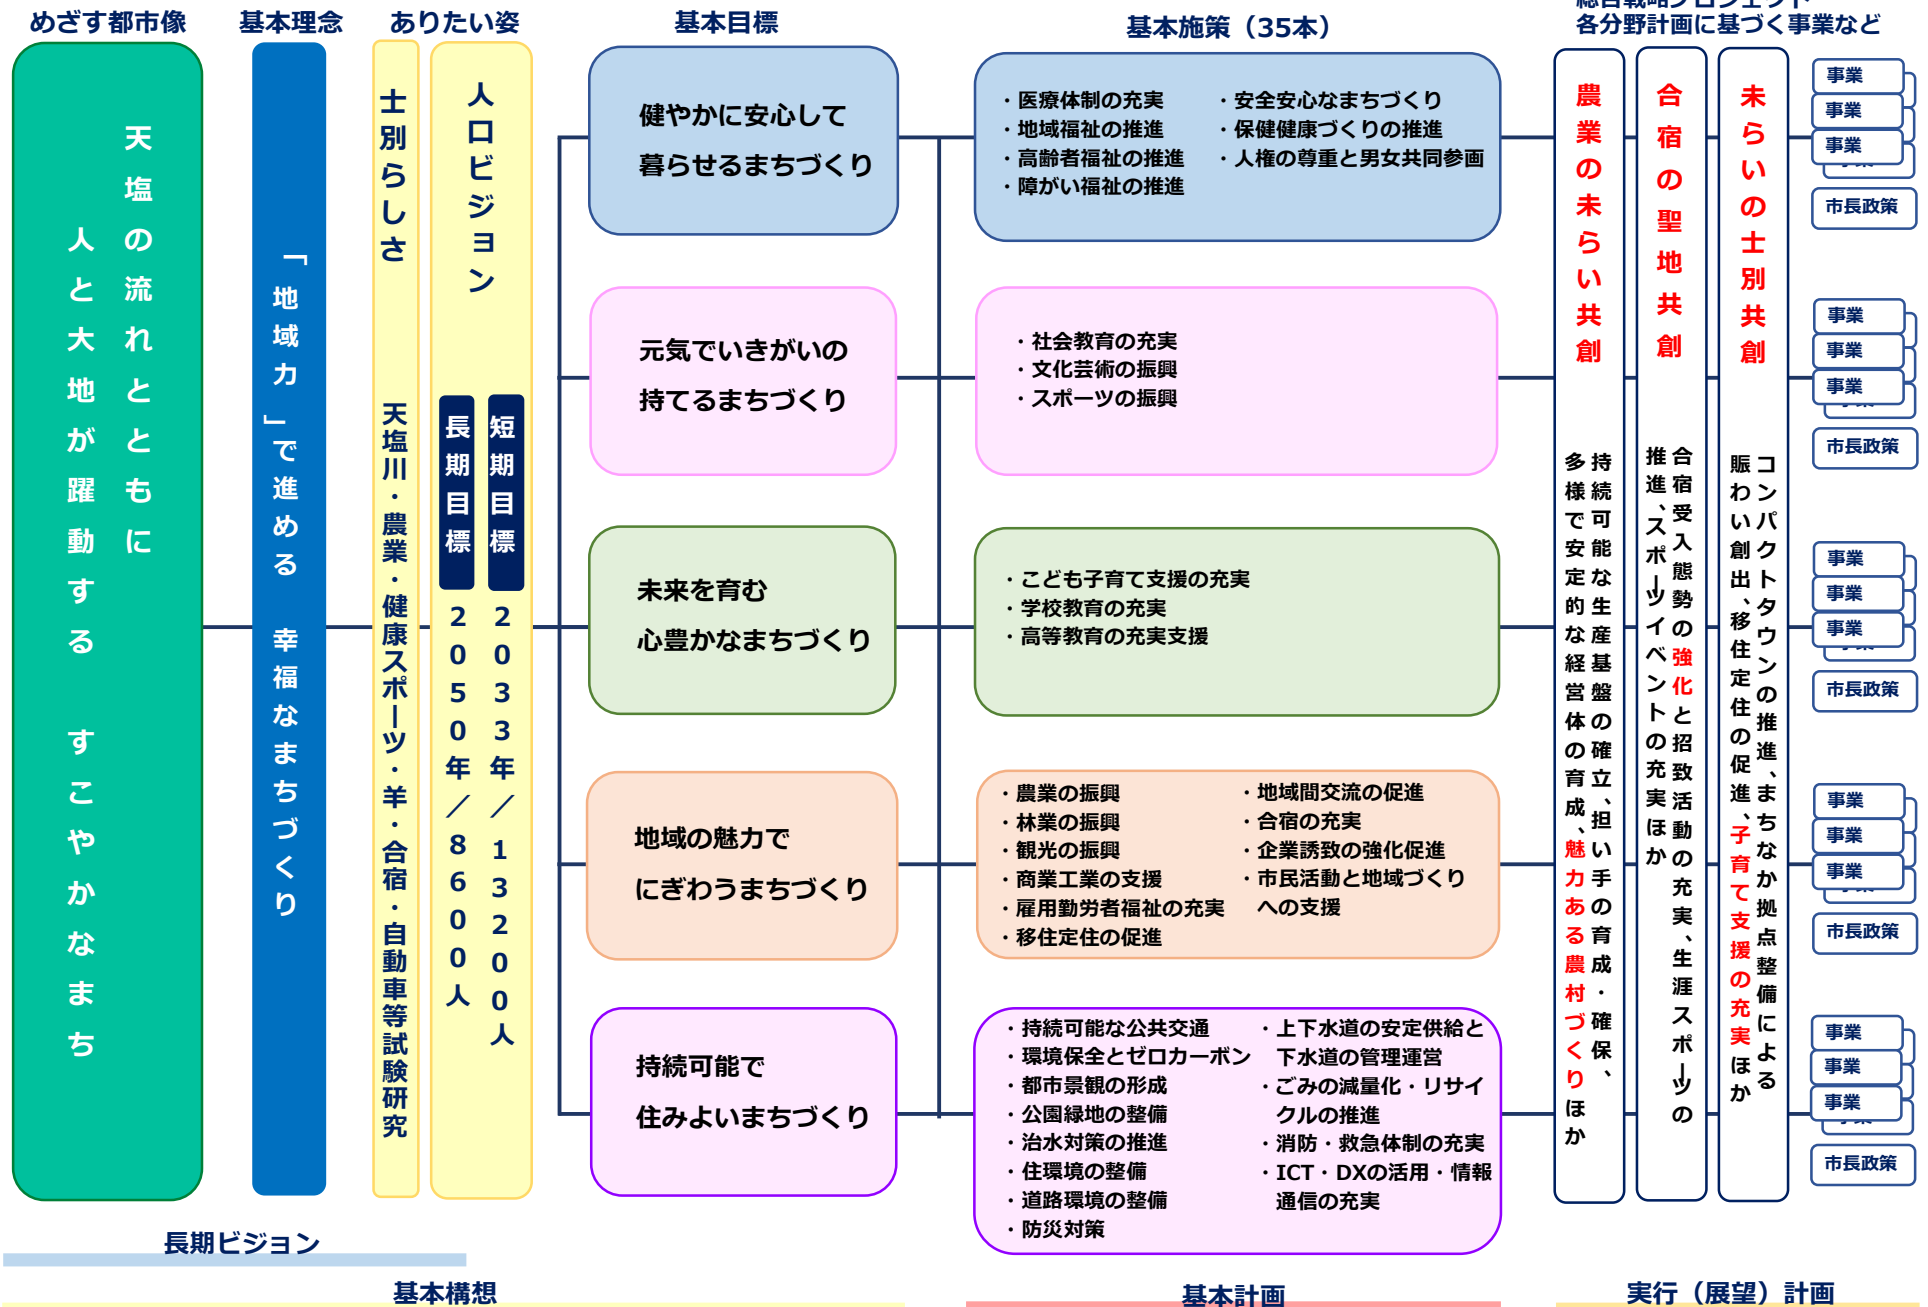 めざす都市像
基本理念
ありたい姿
基本目標
基本施策（35本）
総合戦略プロジェクト
各分野計画に基づく事業など
天塩の流れとともに
人と大地が躍動する　すこやかなまち
「地域力」で進める　幸福なまちづくり
士別らしさ
天塩川・農業・健康スポーツ・羊・合宿・自動車等試験研究
人口ビジョン
短期目標　2033年／13200人
長期目標　2050年／8600人
健やかに安心して
暮らせるまちづくり
・医療体制の充実
・地域福祉の推進
・高齢者福祉の推進
・障がい福祉の推進
・安全安心なまちづくり
・保健健康づくりの推進
・人権の尊重と男女共同参画
元気でいきがいの
持てるまちづくり
・社会教育の充実
・文化芸術の振興
・スポーツの振興
未来を育む
心豊かなまちづくり
・こども子育て支援の充実
・学校教育の充実
・高等教育の充実支援
地域の魅力で
にぎわうまちづくり
・農業の振興
・林業の振興
・観光の振興
・商業工業の支援
・雇用勤労者福祉の充実
・移住定住の促進
・地域間交流の促進
・合宿の充実
・企業誘致の強化促進
・市民活動と地域づくり
への支援
持続可能で
住みよいまちづくり
・持続可能な公共交通
・環境保全とゼロカーボン
・都市景観の形成
・公園緑地の整備
・治水対策の推進
・住環境の整備
・道路環境の整備
・防災対策
・上下水道の安定供給と
下水道の管理運営
・ごみの減量化・リサイ
クルの推進
・消防・救急体制の充実
・ICT・DXの活用・情報
通信の充実
農業の未らい共創
持続可能な生産基盤の確立、担い手の育成・確保、
多様で安定的な経営体の育成、魅力ある農村づくりほか
合宿の聖地共創
合宿受入態勢の強化と招致活動の充実、生涯スポーツの
推進、スポーツイベントの充実ほか
未らいの士別共創
コンパクトタウンの推進、まちなか拠点整備による
賑わい創出、移住定住の促進、子育て支援の充実ほか
事業
事業
事業
事業
市長政策
事業
事業
事業
事業
市長政策
事業
事業
事業
事業
市長政策
事業
事業
事業
事業
市長政策
事業
事業
事業
事業
市長政策
長期ビジョン
基本構想
基本計画
実行（展望）計画